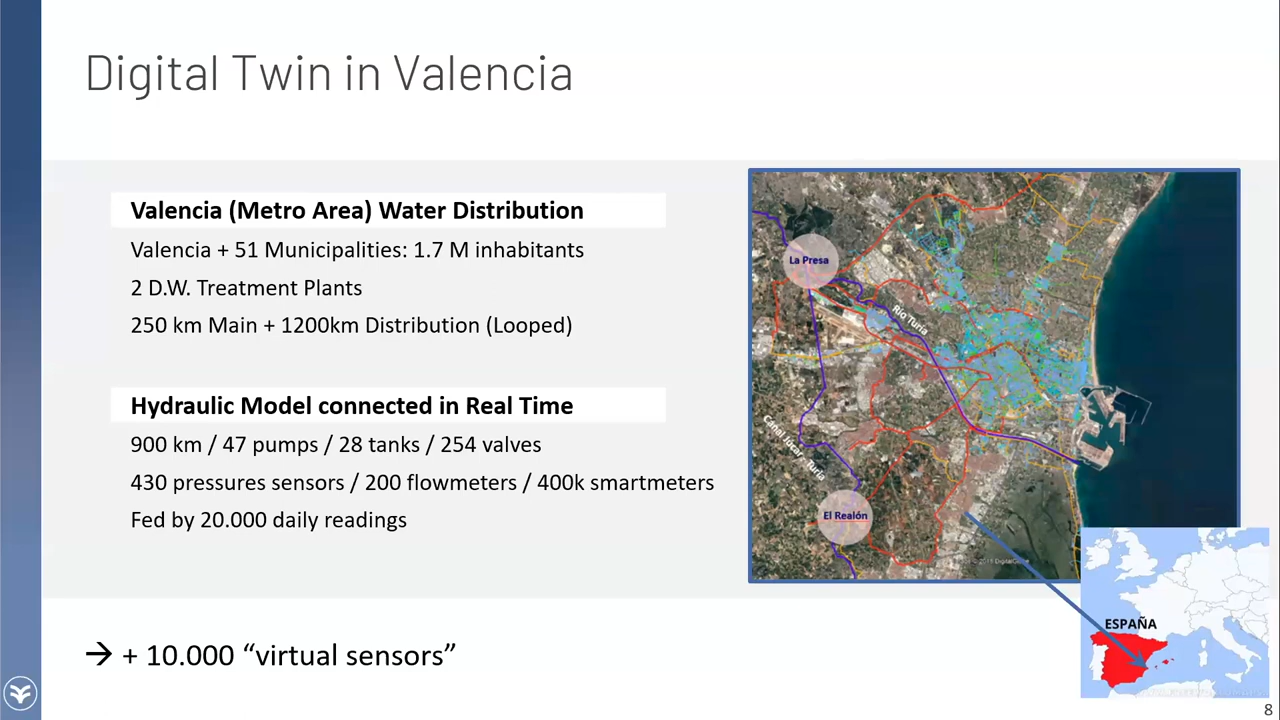 Digital Twin in Valencia
Valencia (Metro Area) Water Distribution
Valencia + 51 Municipalities: 1.7 M inhabitants
2 D.W. Treatment Plants
250 km Main + 1200km Distribution (Looped)
Hydraulic Model connected in Real Time
900 km / 47 pumps / 28 tanks / 254 valves
430 pressures sensors / 200 flowmeters / 400k smartmeters
Fed by 20.000 daily readings
→ + 10.000 “virtual sensors”
La Presa
Río Turia
Canal Júcar - Turia
El Realón
ESPAÑA
8